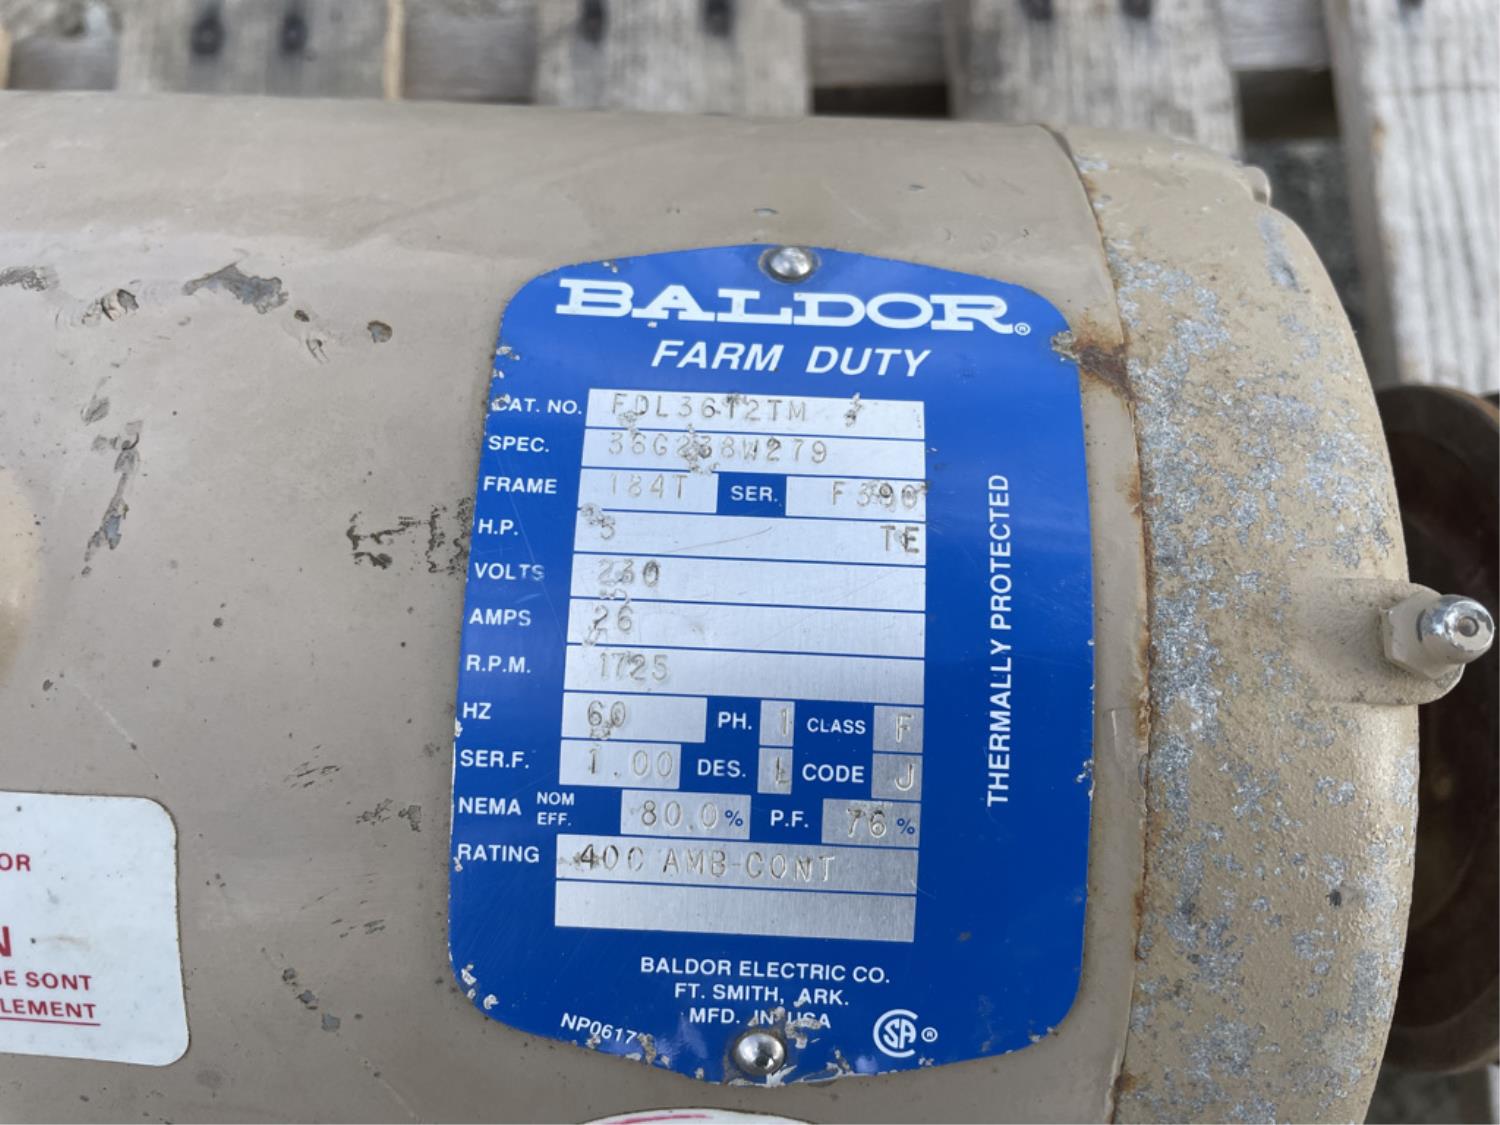 BALDOR®
FARM DUTY
CAT. NO. FDL3612TM
SPEC. 36G238W279
FRAME 184T SER. F390
H.P. 5 TE
VOLTS 230
AMPS 26
R.P.M. 1725
HZ 60 PH. 1 CLASS F
SER.F. 1.00 DES. L CODE J
NEMA NOM EFF. 80.0% P.F. 76%
RATING 40C AMB-CONT
THERMALLY PROTECTED
BALDOR ELECTRIC CO.
FT. SMITH, ARK.
MFD. IN USA
NP0617
SA®
OR
N
E SONT
LEMENT